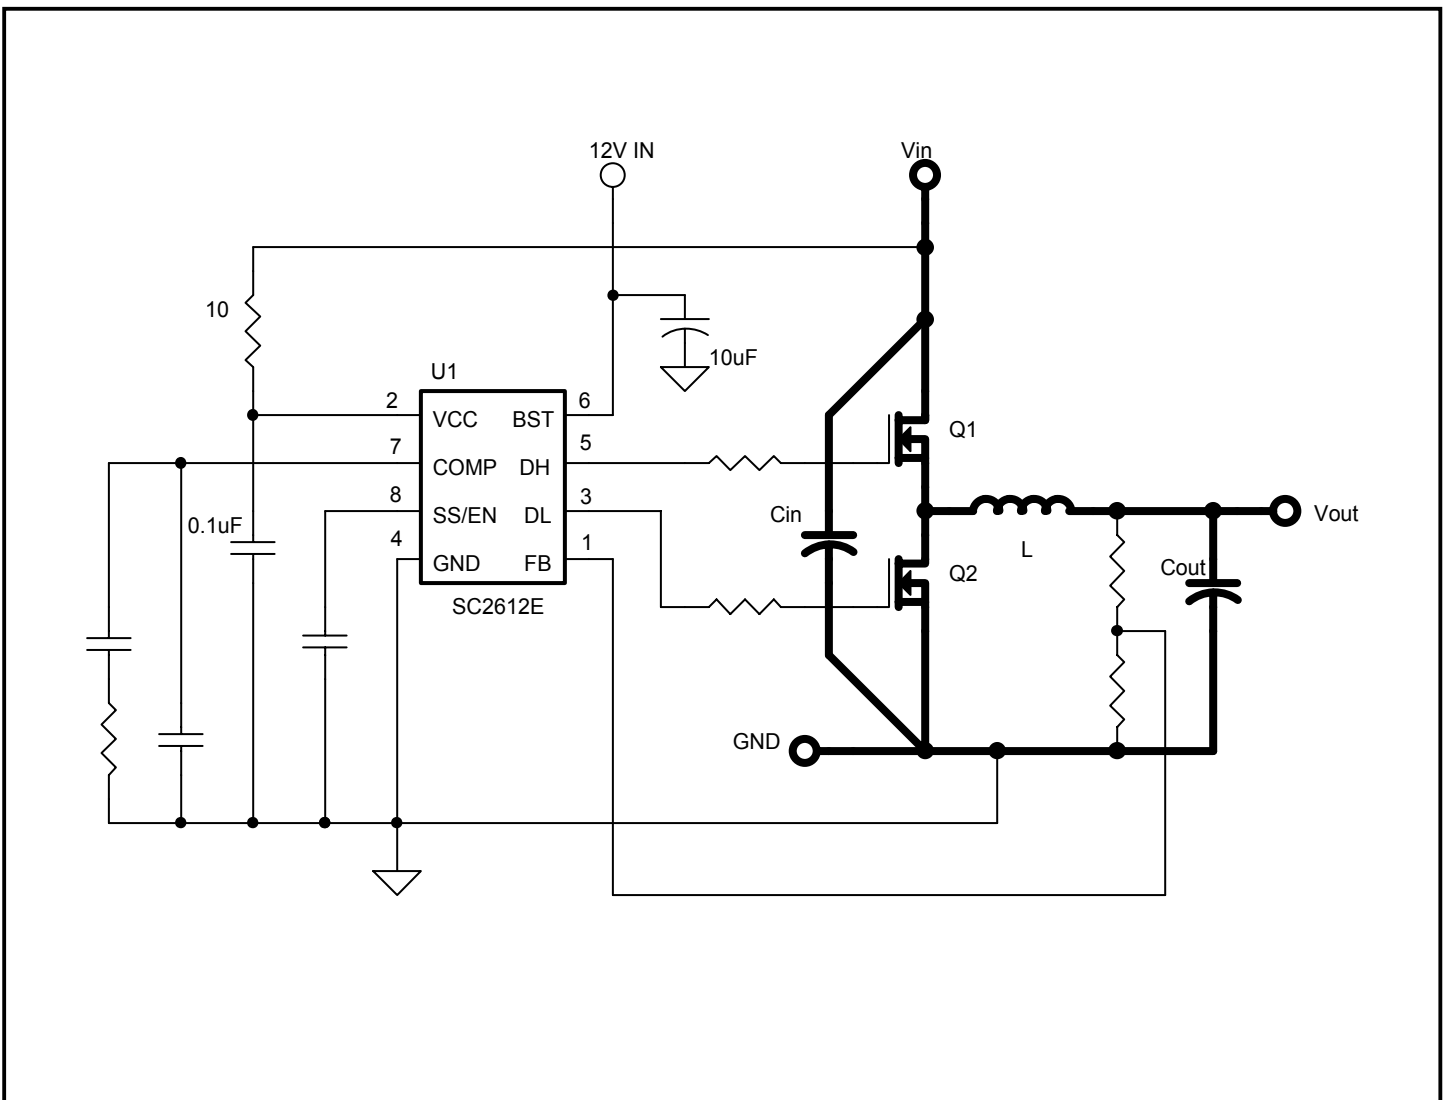 12V IN
Vin
10
10uF
U1
2
VCC
BST
6
7
COMP
DH
5
8
SS/EN
DL
3
4
GND
FB
1
SC2612E
0.1uF
Q1
Cin
Q2
L
Vout
Cout
GND